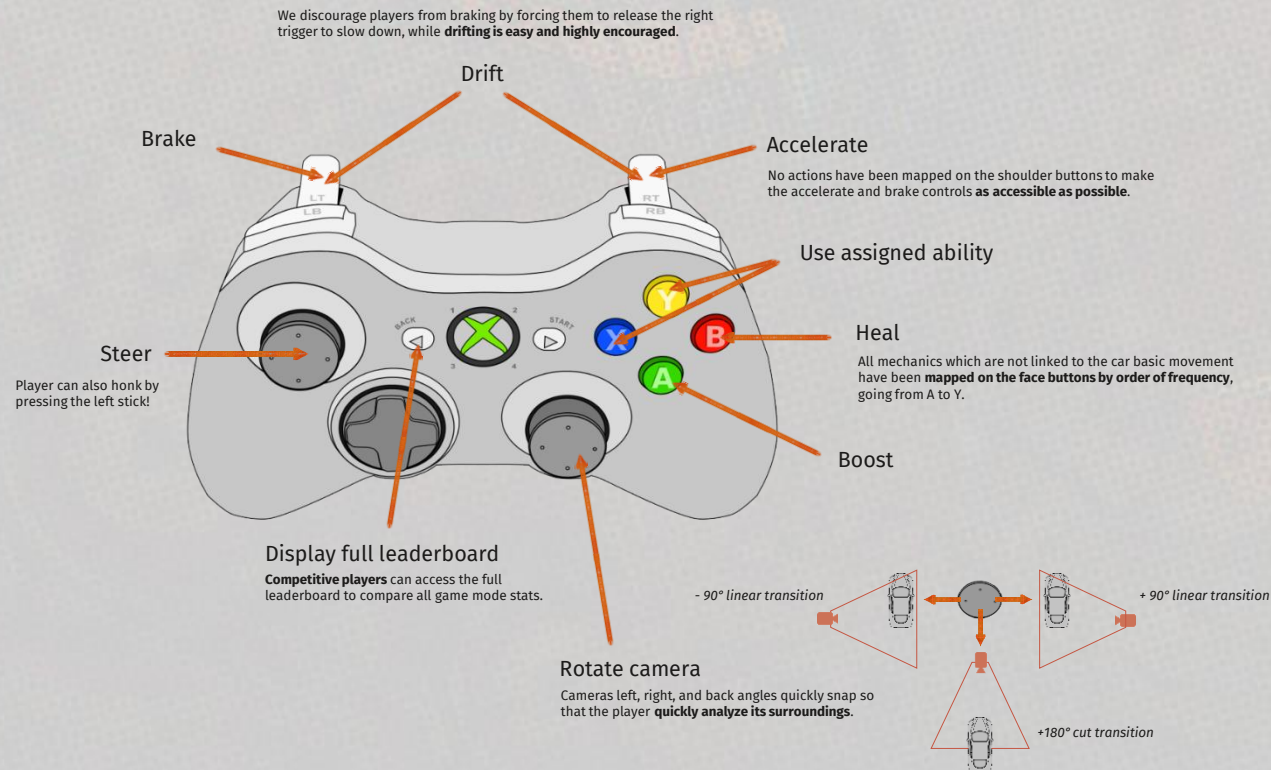 We discourage players from braking by forcing them to release the right
trigger to slow down, while drifting is easy and highly encouraged.
Drift
Brake
Accelerate
No actions have been mapped on the shoulder buttons to make
the accelerate and brake controls as accessible as possible.
LT
LB
RT
RB
Use assigned ability
Y
X
B
A
BACK
START
1
2
3
4
Steer
Player can also honk by
pressing the left stick!
Heal
All mechanics which are not linked to the car basic movement
have been mapped on the face buttons by order of frequency,
going from A to Y.
Boost
Display full leaderboard
Competitive players can access the full
leaderboard to compare all game mode stats.
Rotate camera
Cameras left, right, and back angles quickly snap so
that the player quickly analyze its surroundings.
- 90° linear transition
+ 90° linear transition
+180° cut transition